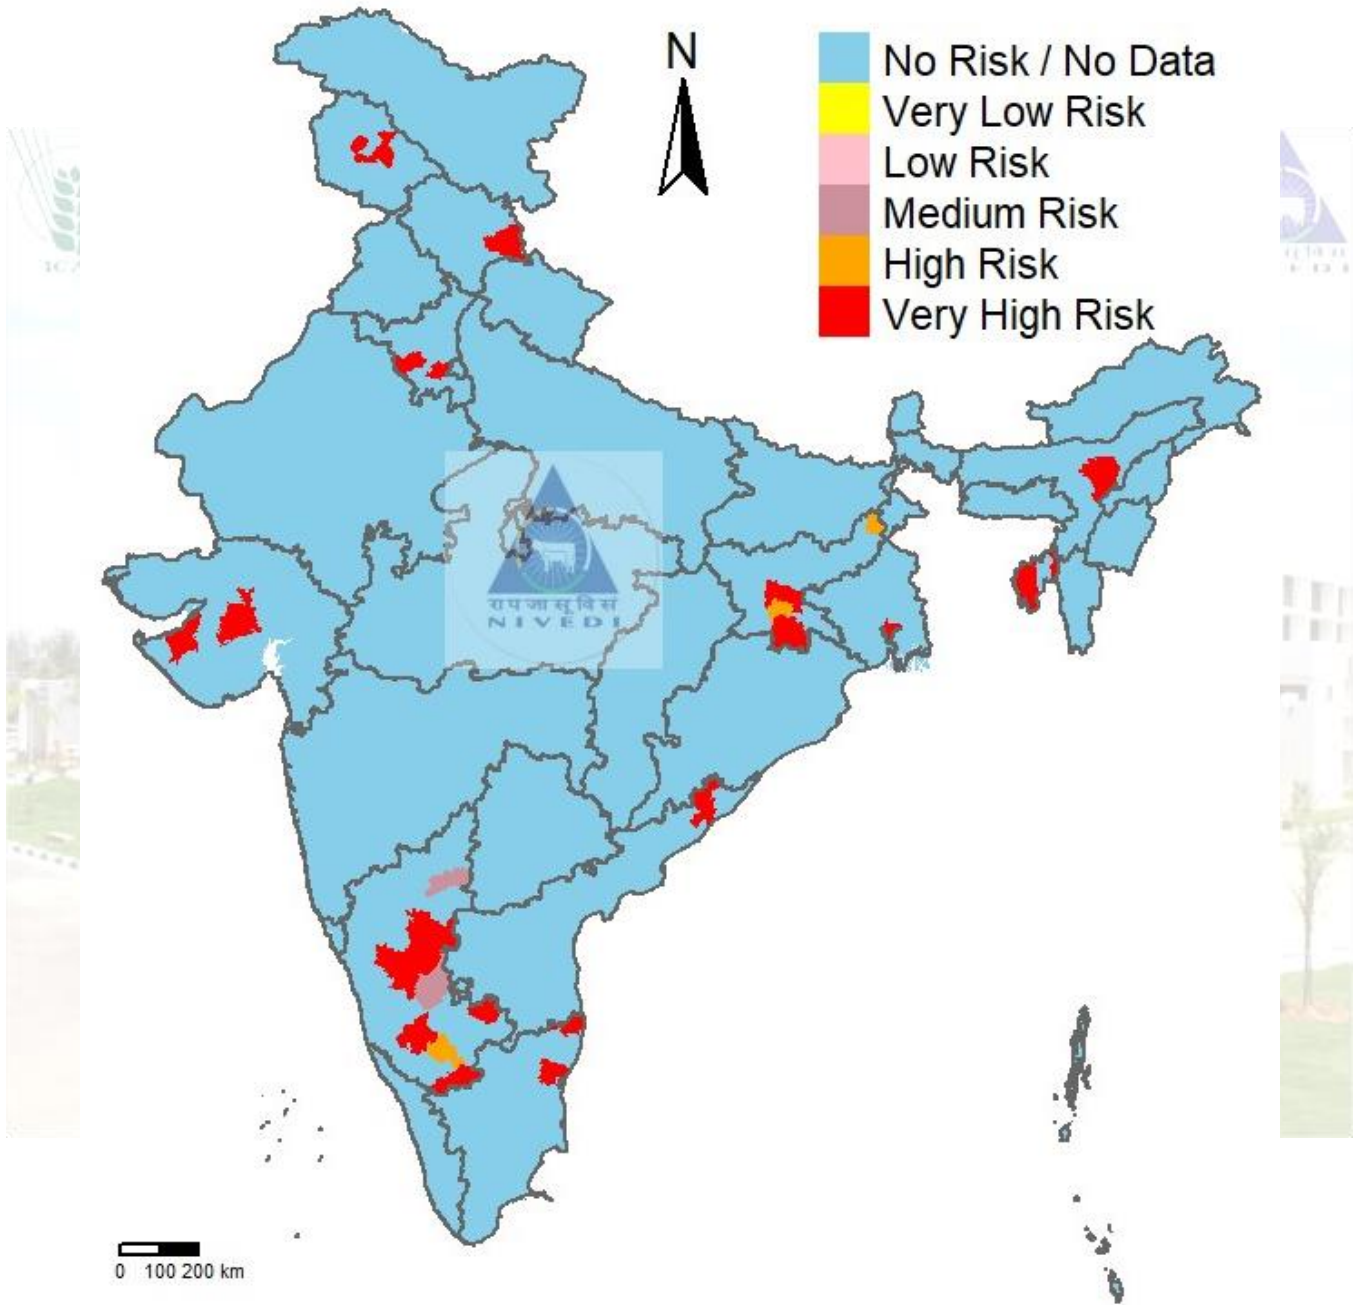 N
No Risk / No Data
Very Low Risk
Low Risk
Medium Risk
High Risk
Very High Risk
रापजासूविसं
NIVEDI
0 100 200 km